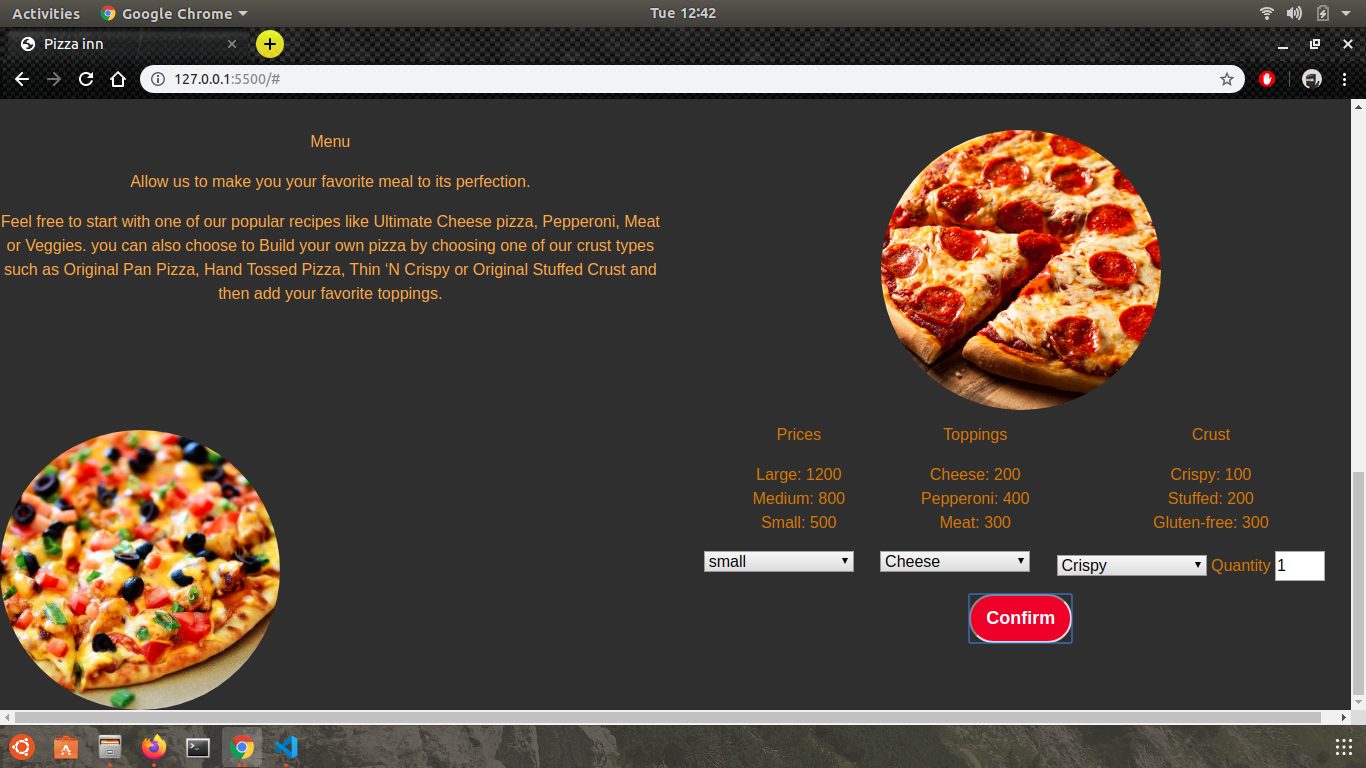 Activities
Google Chrome
Tue 12:42
Pizza inn
127.0.0.1:5500/#
Menu
Allow us to make you your favorite meal to its perfection.
Feel free to start with one of our popular recipes like Ultimate Cheese pizza, Pepperoni, Meat
or Veggies. you can also choose to Build your own pizza by choosing one of our crust types
such as Original Pan Pizza, Hand Tossed Pizza, Thin ‘N Crispy or Original Stuffed Crust and
then add your favorite toppings.
Prices
Large: 1200
Medium: 800
Small: 500
small
Toppings
Cheese: 200
Pepperoni: 400
Meat: 300
Cheese
Crust
Crispy: 100
Stuffed: 200
Gluten-free: 300
Crispy
Quantity 1
Confirm